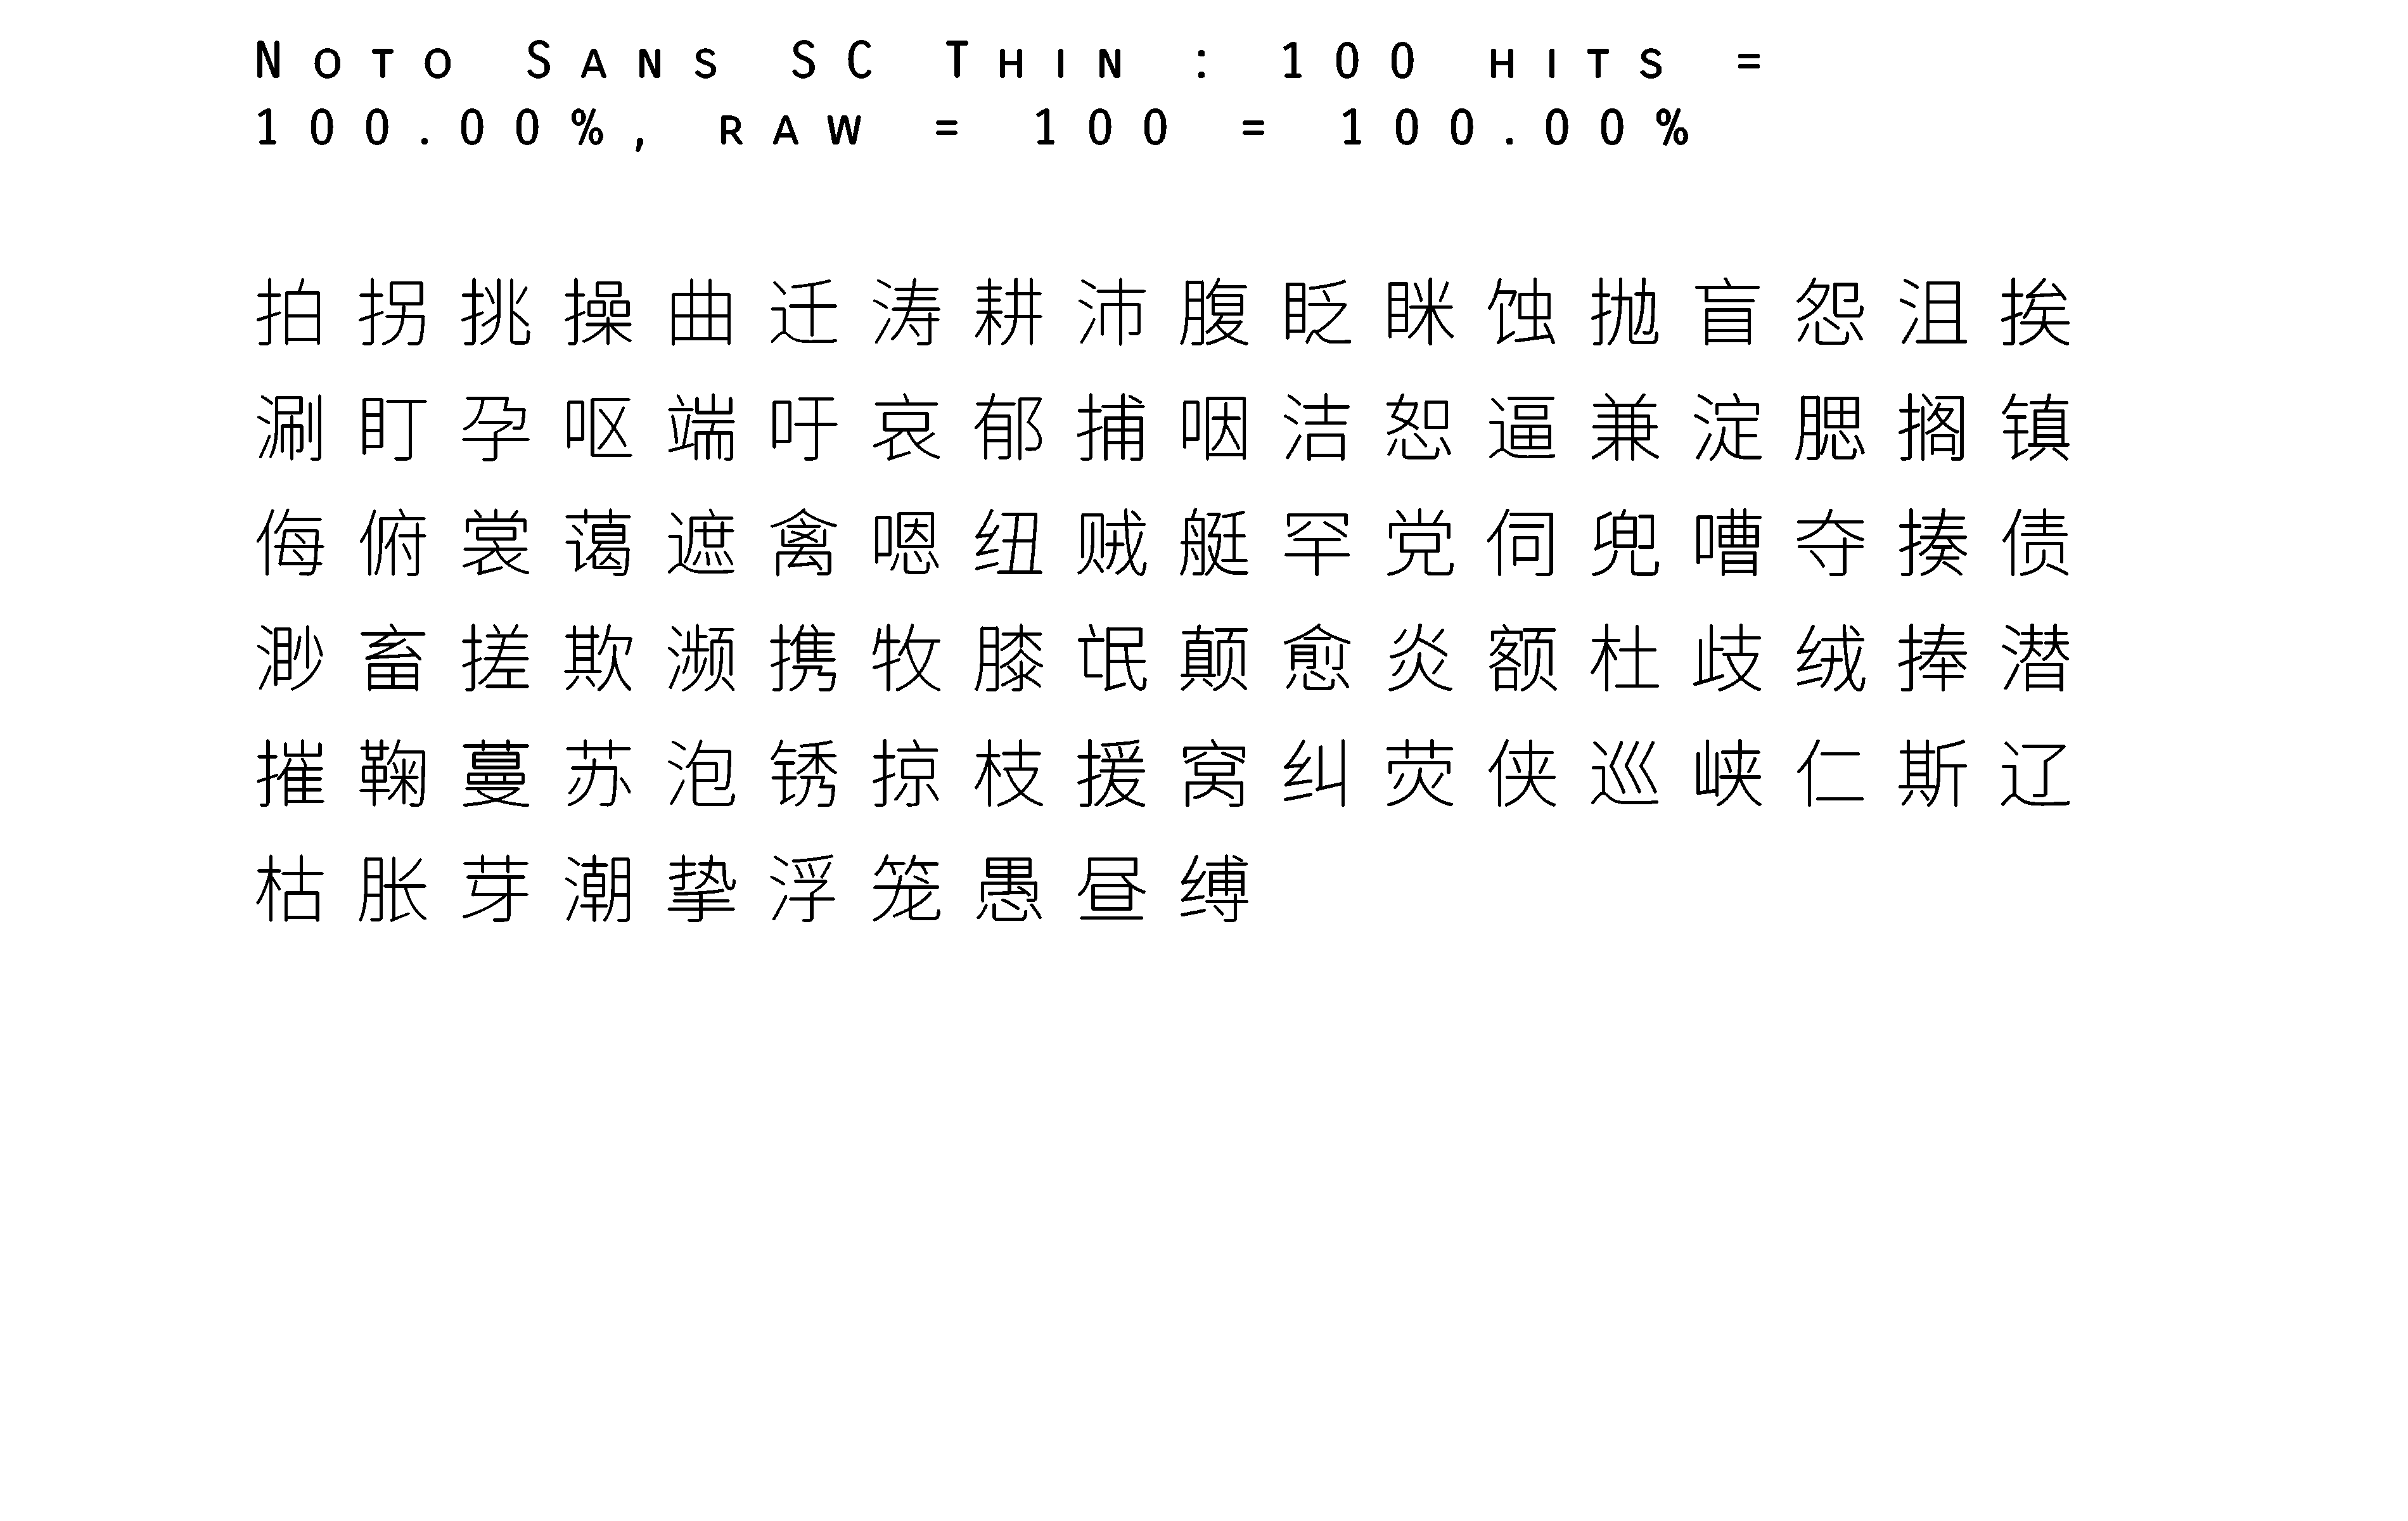 Noto Sans SC Thin : 100 hits =
100.00%, raw = 100 = 100.00%
拍拐挑操曲迁涛耕沛腹眨眯蚀抛盲怨沮挨
涮盯孕呕端吁哀郁捕咽洁恕逼兼淀腮搁镇
侮俯裳蔼遮禽嗯纽贼艇罕党伺兜嘈夺揍债
渺畜搓欺濒携牧膝氓颠愈炎额杜歧绒捧潜
摧鞠蔓苏泡锈掠枝援窝纠荧侠巡峡仁斯辽
枯胀芽潮挚浮笼愚昼缚